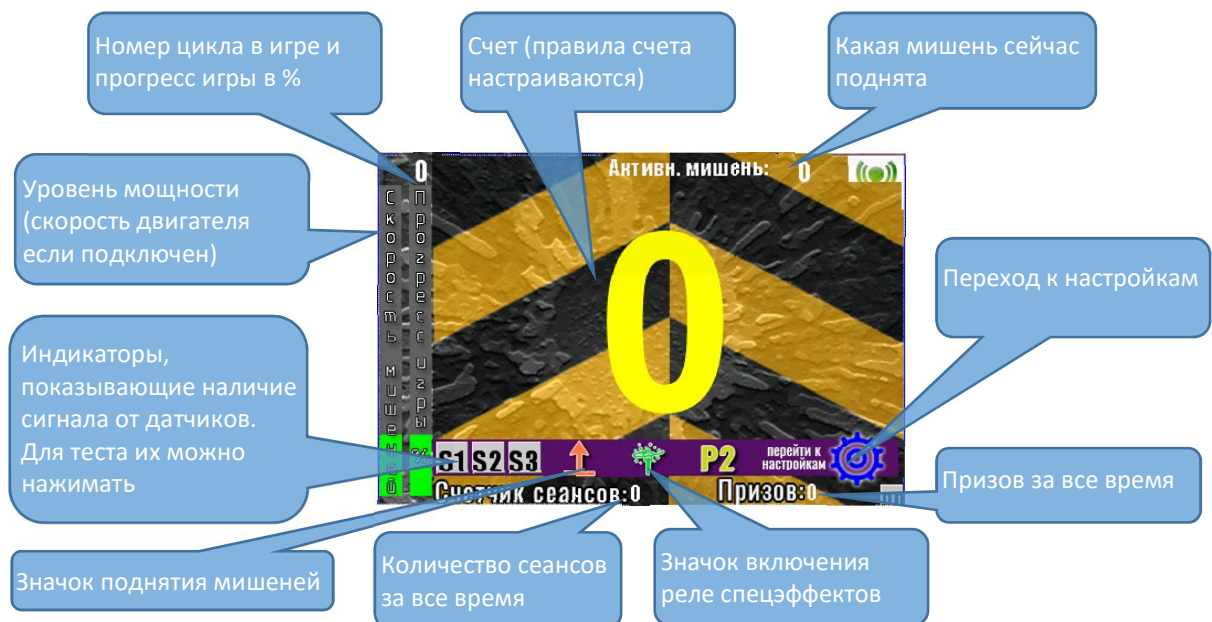 Номер цикла в игре и
прогресс игры в %
Счет (правила счета
настраиваются)
Какая мишень сейчас
поднята
Уровень мощности
(скорость двигателя
если подключен)
0
Активн. мишень: 0
Скорость мишеней
Прогресс игры %
0
Переход к настройкам
Индикаторы,
показывающие наличие
сигнала от датчиков.
Для теста их можно
нажимать
S1 S2 S3
P2
перейти к
настройкам
Счетчик сеансов:0
Призов:0
Призов за все время
Значок поднятия мишеней
Количество сеансов
за все время
Значок включения
реле спецэффектов